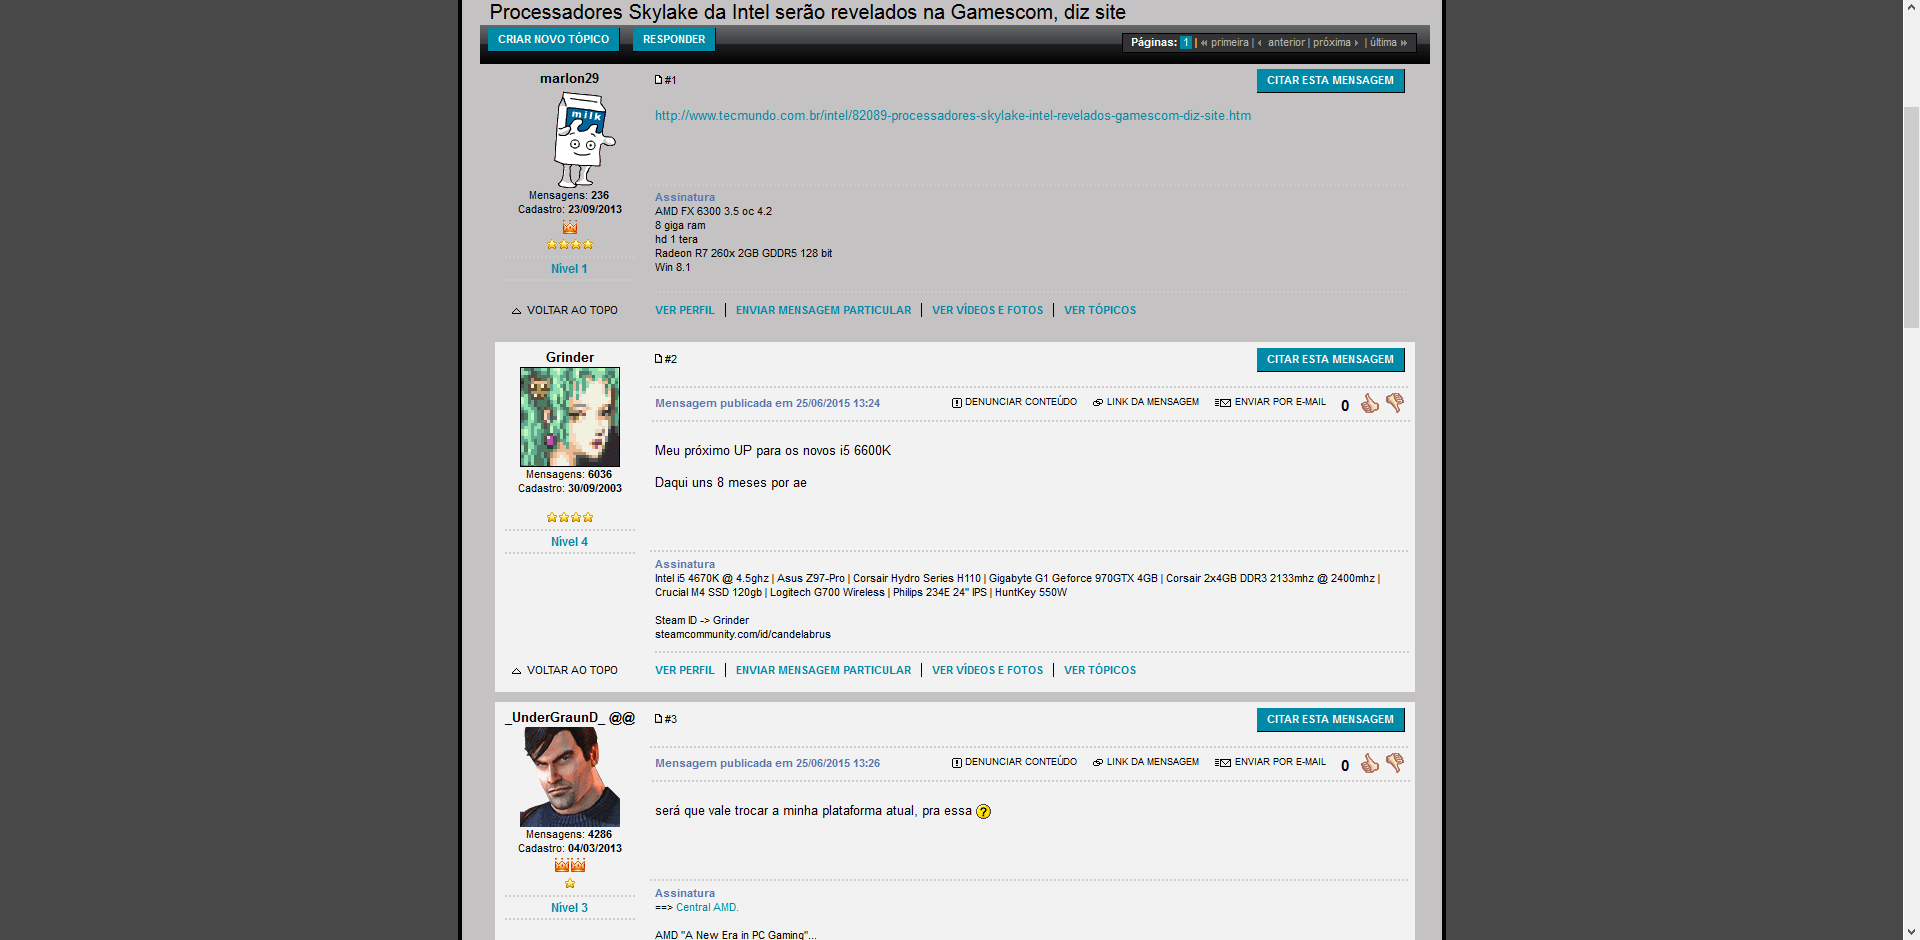 Processadores Skylake da Intel serão revelados na Gamescom, diz site
CRIAR NOVO TÓPICO RESPONDER Páginas: 1 | « primeira | ‹ anterior | próxima › | última »
marlon29 #1 CITAR ESTA MENSAGEM
milk
http://www.tecmundo.com.br/intel/82089-processadores-skylake-intel-revelados-gamescom-diz-site.htm
Mensagens: 236
Cadastro: 23/09/2013
Nível 1
Assinatura
AMD FX 6300 3.5 oc 4.2
8 giga ram
hd 1 tera
Radeon R7 260x 2GB GDDR5 128 bit
Win 8.1
VOLTAR AO TOPO VER PERFIL | ENVIAR MENSAGEM PARTICULAR | VER VÍDEOS E FOTOS | VER TÓPICOS
Grinder #2 CITAR ESTA MENSAGEM
Mensagem publicada em 25/06/2015 13:24 DENUNCIAR CONTEÚDO LINK DA MENSAGEM ENVIAR POR E-MAIL 0
Meu próximo UP para os novos i5 6600K
Daqui uns 8 meses por ae
Mensagens: 6036
Cadastro: 30/09/2003
Nível 4
Assinatura
Intel i5 4670K @ 4.5ghz | Asus Z97-Pro | Corsair Hydro Series H110 | Gigabyte G1 Geforce 970GTX 4GB | Corsair 2x4GB DDR3 2133mhz @ 2400mhz |
Crucial M4 SSD 120gb | Logitech G700 Wireless | Philips 234E 24" IPS | HuntKey 550W
Steam ID -> Grinder
steamcommunity.com/id/candelabrus
VOLTAR AO TOPO VER PERFIL | ENVIAR MENSAGEM PARTICULAR | VER VÍDEOS E FOTOS | VER TÓPICOS
_UnderGraunD_ @@ #3 CITAR ESTA MENSAGEM
Mensagem publicada em 25/06/2015 13:26 DENUNCIAR CONTEÚDO LINK DA MENSAGEM ENVIAR POR E-MAIL 0
será que vale trocar a minha plataforma atual, pra essa ?
Mensagens: 4286
Cadastro: 04/03/2013
Nível 3
Assinatura
==> Central AMD.
AMD "A New Era in PC Gaming"...